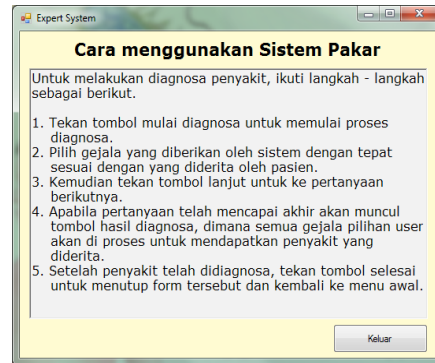 Expert System
Cara menggunakan Sistem Pakar
Untuk melakukan diagnosa penyakit, ikuti langkah - langkah
sebagai berikut.
1. Tekan tombol mulai diagnosa untuk memulai proses
diagnosa.
2. Pilih gejala yang diberikan oleh sistem dengan tepat
sesuai dengan yang diderita oleh pasien.
3. Kemudian tekan tombol lanjut untuk ke pertanyaan
berikutnya.
4. Apabila pertanyaan telah mencapai akhir akan muncul
tombol hasil diagnosa, dimana semua gejala pilihan user
akan di proses untuk mendapatkan penyakit yang
diderita.
5. Setelah penyakit telah didiagnosa, tekan tombol selesai
untuk menutup form tersebut dan kembali ke menu awal.
Keluar